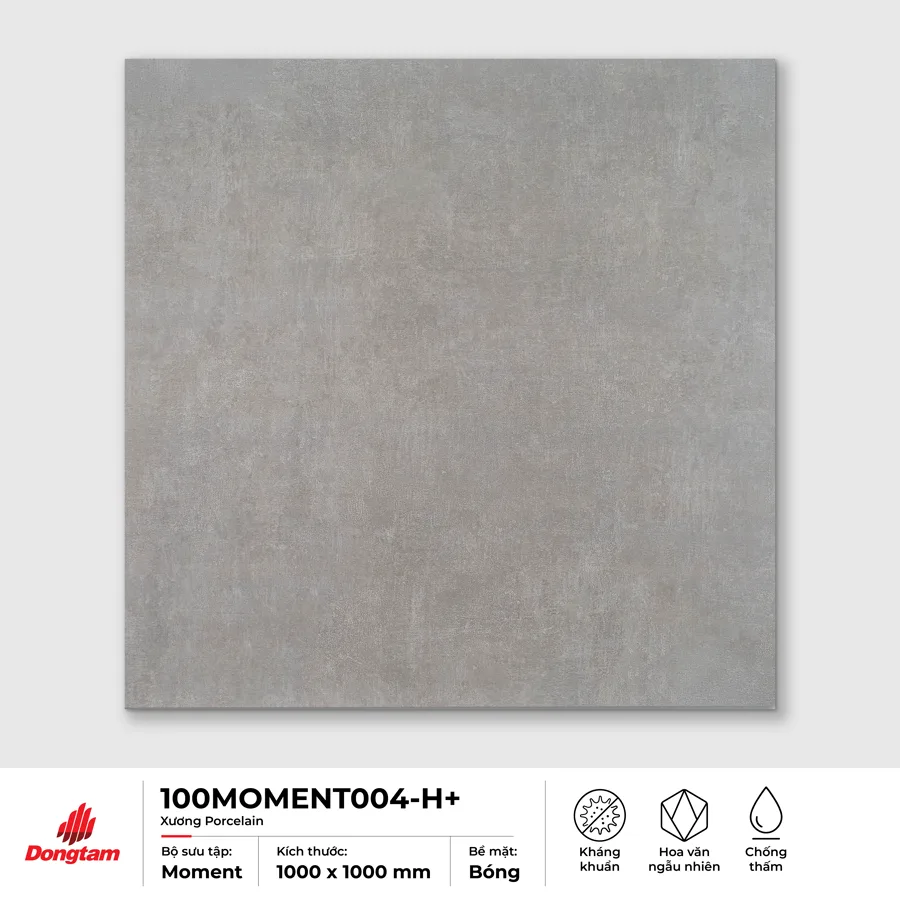 Dongtam
100MOMENT004-H+
Xương Porcelain
Bộ sưu tập:
Moment
Kích thước:
1000 x 1000 mm
Bề mặt:
Bóng
Kháng
khuẩn
Hoa văn
ngẫu nhiên
Chống
thấm